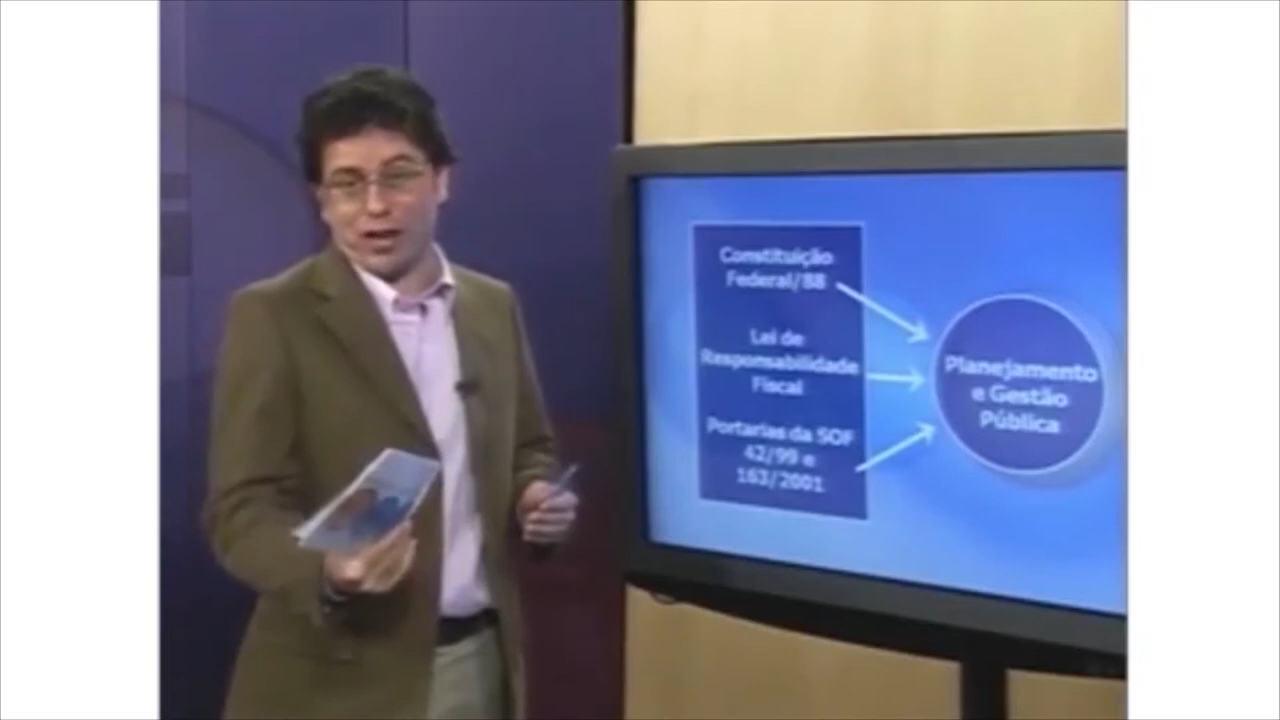 Constituição
Federal/88
Lei de
Responsabilidade
Fiscal
Portarias da SOF
42/99 e
163/2001
Planejamento
e Gestão
Pública